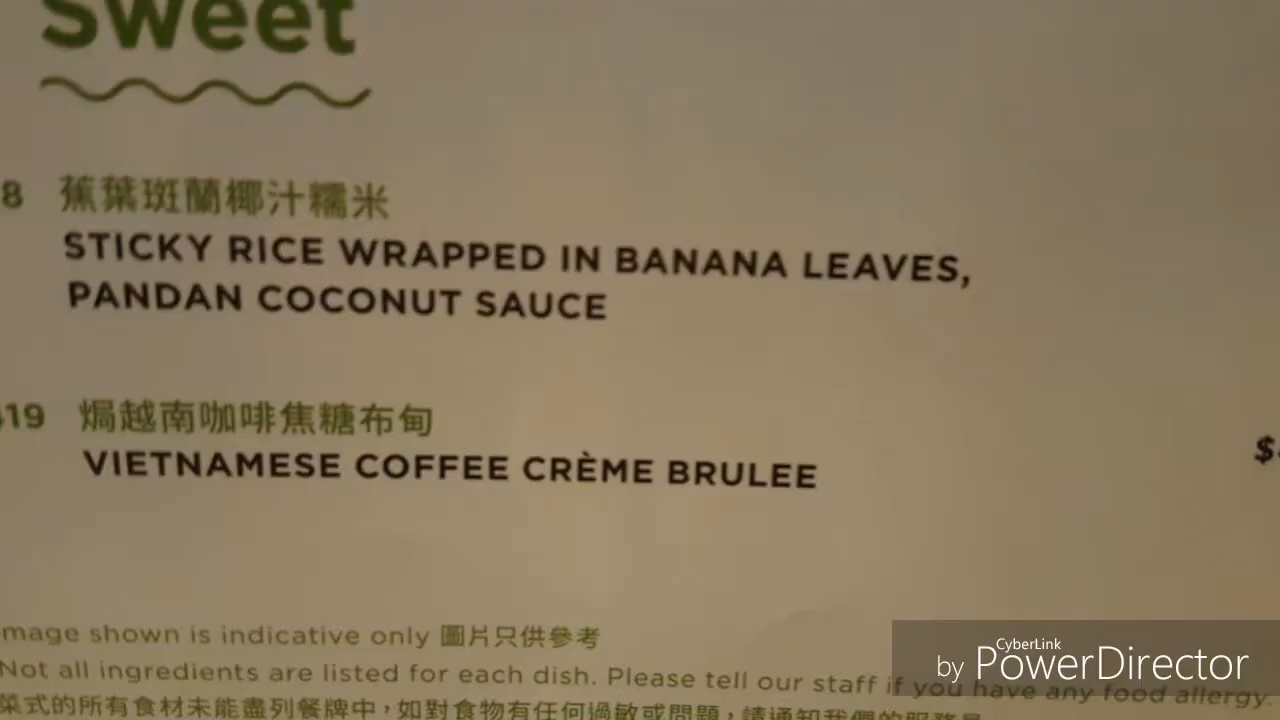 Sweet
8 蕉葉斑蘭椰汁糯米
STICKY RICE WRAPPED IN BANANA LEAVES,
PANDAN COCONUT SAUCE
419 焗越南咖啡焦糖布甸
VIETNAMESE COFFEE CRÈME BRULEE
$
mage shown is indicative only 圖片只供參考
Not all ingredients are listed for each dish. Please tell our staff if you have any food allergy.
菜式的所有食材未能盡列餐牌中，如對食物有任何過敏或問題，請通知我們的服務員
CyberLink
by PowerDirector